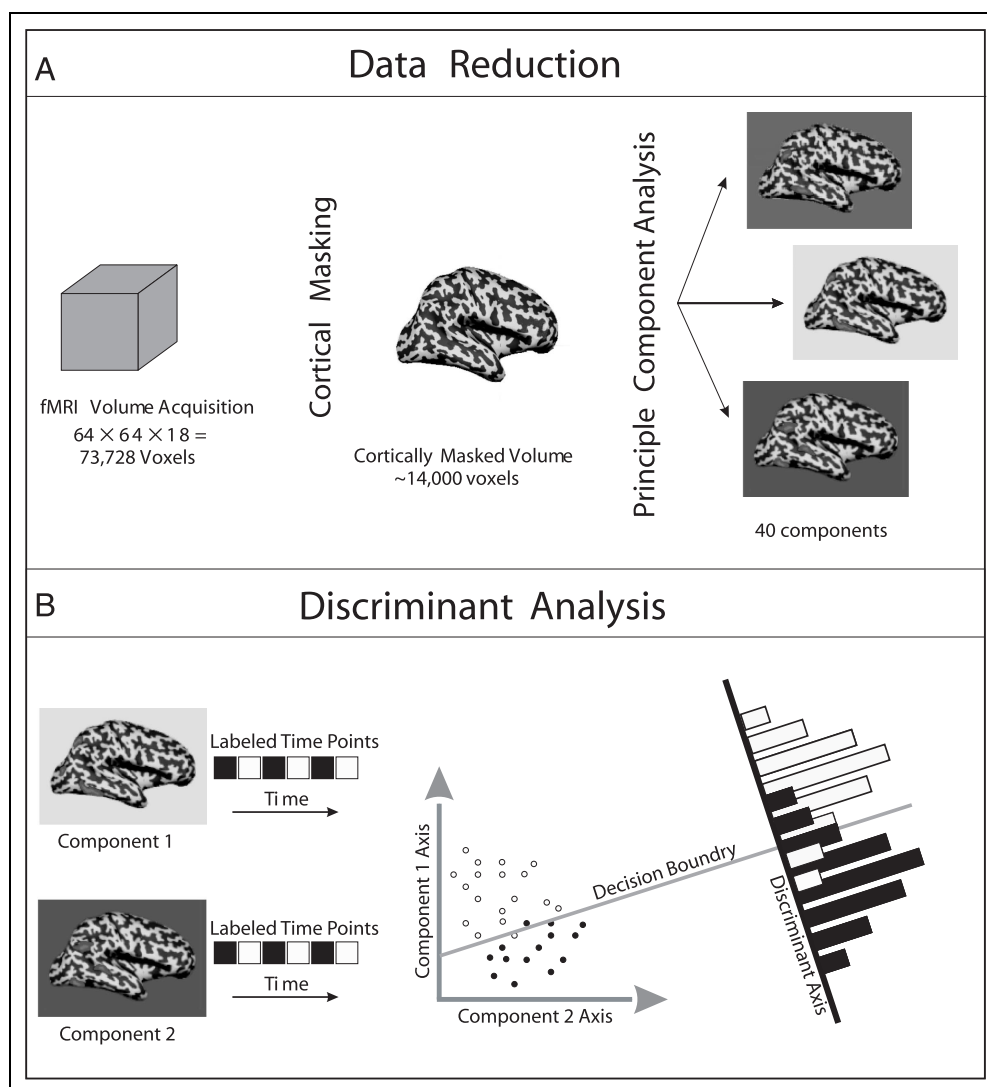 A
Data Reduction
fMRI Volume Acquisition
64 × 64 × 18 =
73,728 Voxels
Cortical Masking
Cortically Masked Volume
~14,000 voxels
Principle Component Analysis
40 components
B
Discriminant Analysis
Component 1
Labeled Time Points
Time
Component 2
Labeled Time Points
Time
Component 1 Axis
Component 2 Axis
Decision Boundry
Discriminant Axis